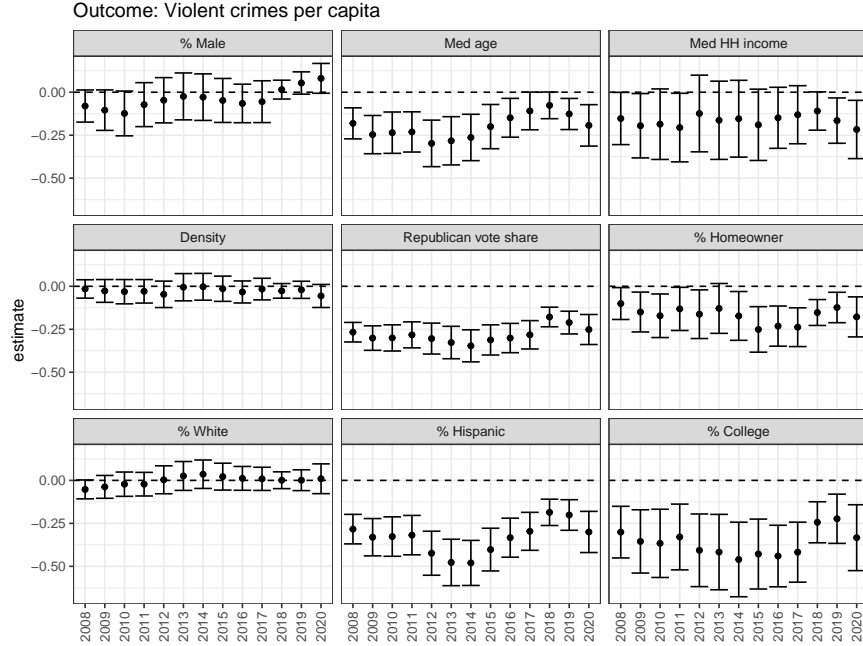 Outcome: Violent crimes per capita
% Male
Med age
Med HH income
0.00
−0.25
−0.50
Density
Republican vote share
% Homeowner
0.00
−0.25
−0.50
estimate
% White
% Hispanic
% College
0.00
−0.25
−0.50
2008 2009 2010 2011 2012 2013 2014 2015 2016 2017 2018 2019 2020
2008 2009 2010 2011 2012 2013 2014 2015 2016 2017 2018 2019 2020
2008 2009 2010 2011 2012 2013 2014 2015 2016 2017 2018 2019 2020